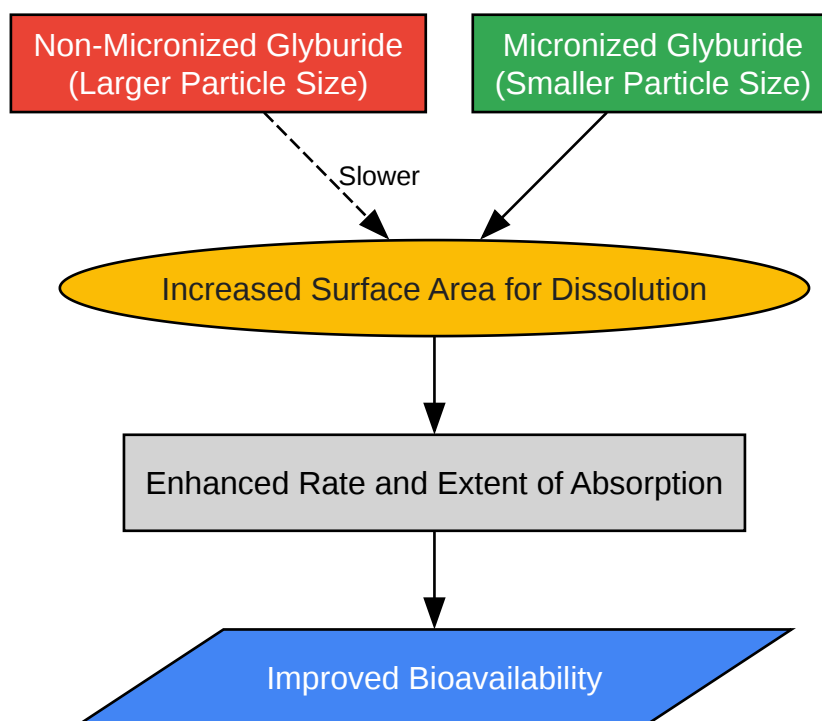 Non-Micronized Glyburide
(Larger Particle Size)
Micronized Glyburide
(Smaller Particle Size)
Slower
Increased Surface Area for Dissolution
Enhanced Rate and Extent of Absorption
Improved Bioavailability